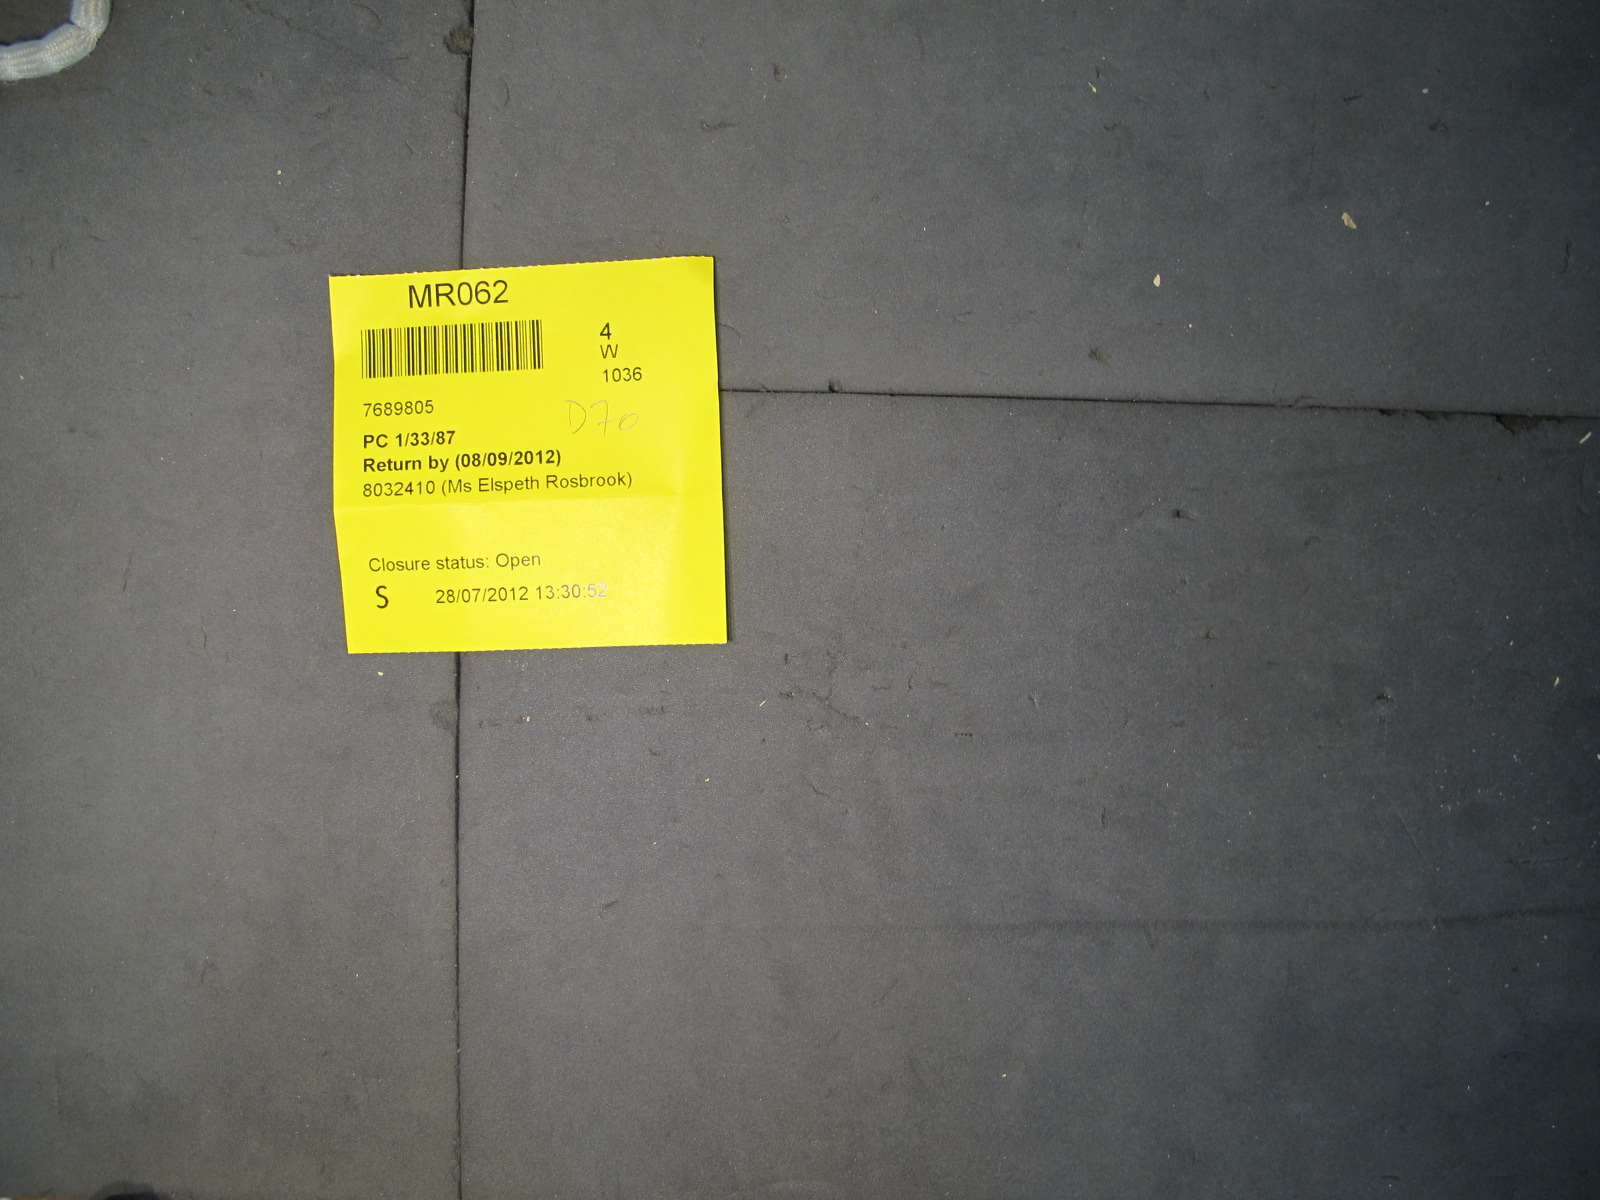 MR062
4
W
1036
7689805
D70
PC 1/33/87
Return by (08/09/2012)
8032410 (Ms Elspeth Rosbrook)
Closure status: Open
S 28/07/2012 13:30:52